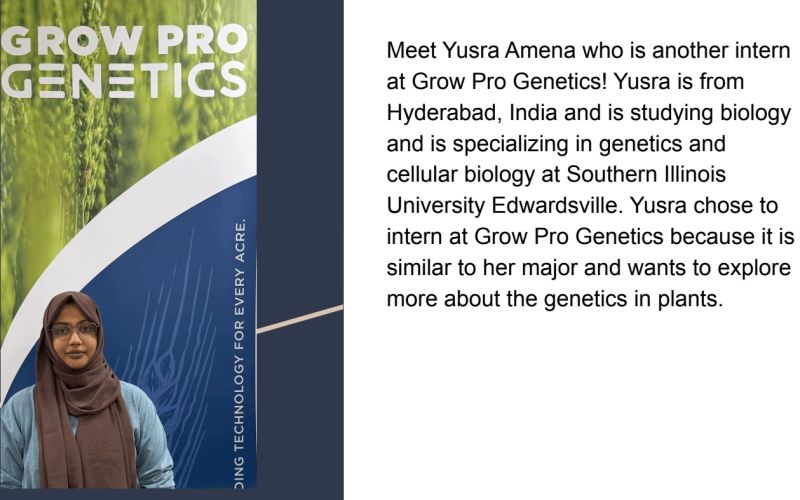 GROW PRO
GENETICS
DING TECHNOLOGY FOR EVERY ACRE.
Meet Yusra Amena who is another intern
at Grow Pro Genetics! Yusra is from
Hyderabad, India and is studying biology
and is specializing in genetics and
cellular biology at Southern Illinois
University Edwardsville. Yusra chose to
intern at Grow Pro Genetics because it is
similar to her major and wants to explore
more about the genetics in plants.